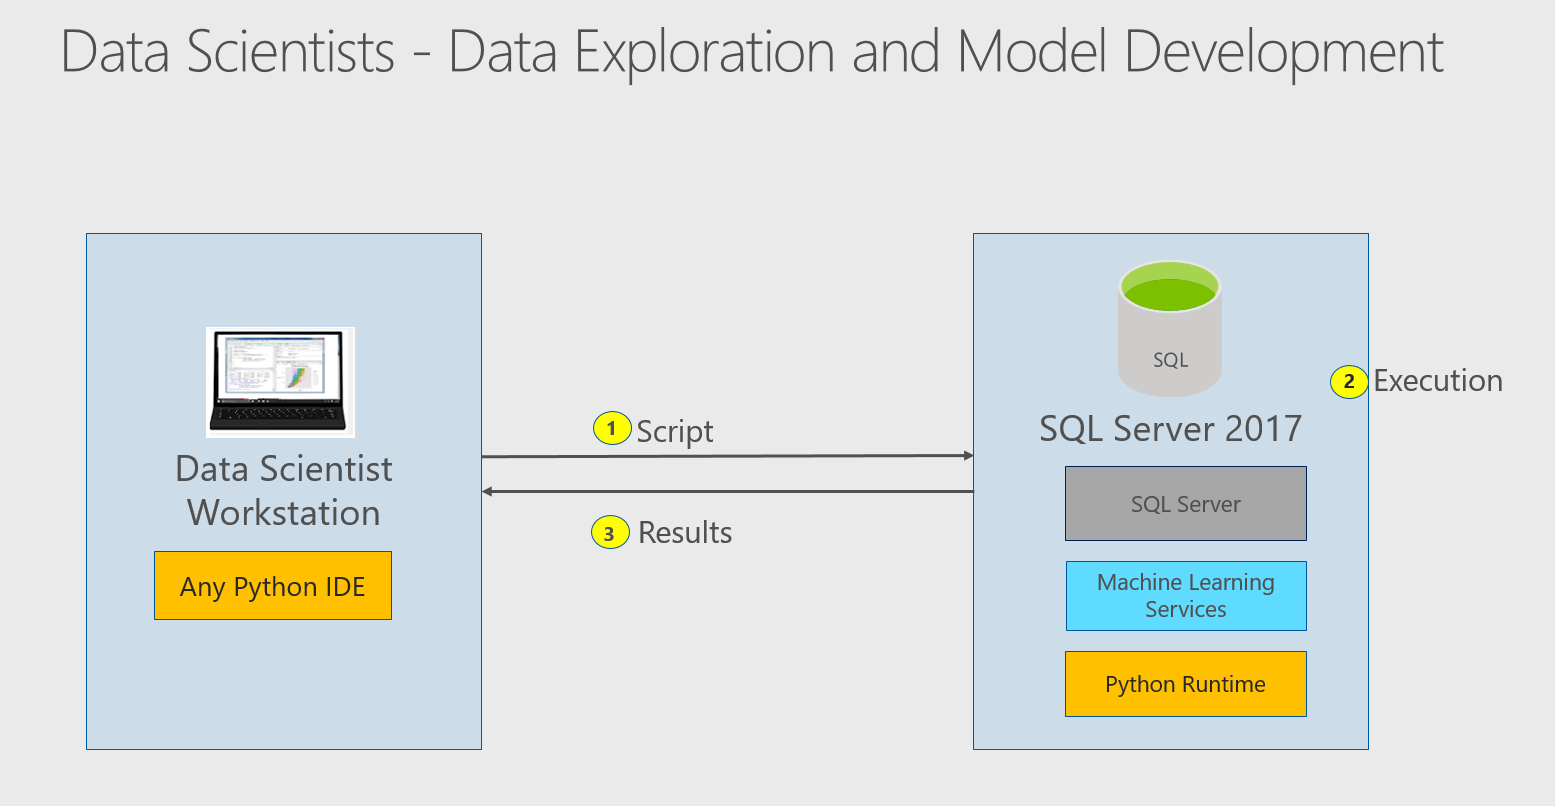 Data Scientists - Data Exploration and Model Development
Data Scientist
Workstation
Any Python IDE
1 Script
3 Results
SQL
SQL Server 2017
SQL Server
Machine Learning
Services
Python Runtime
2 Execution